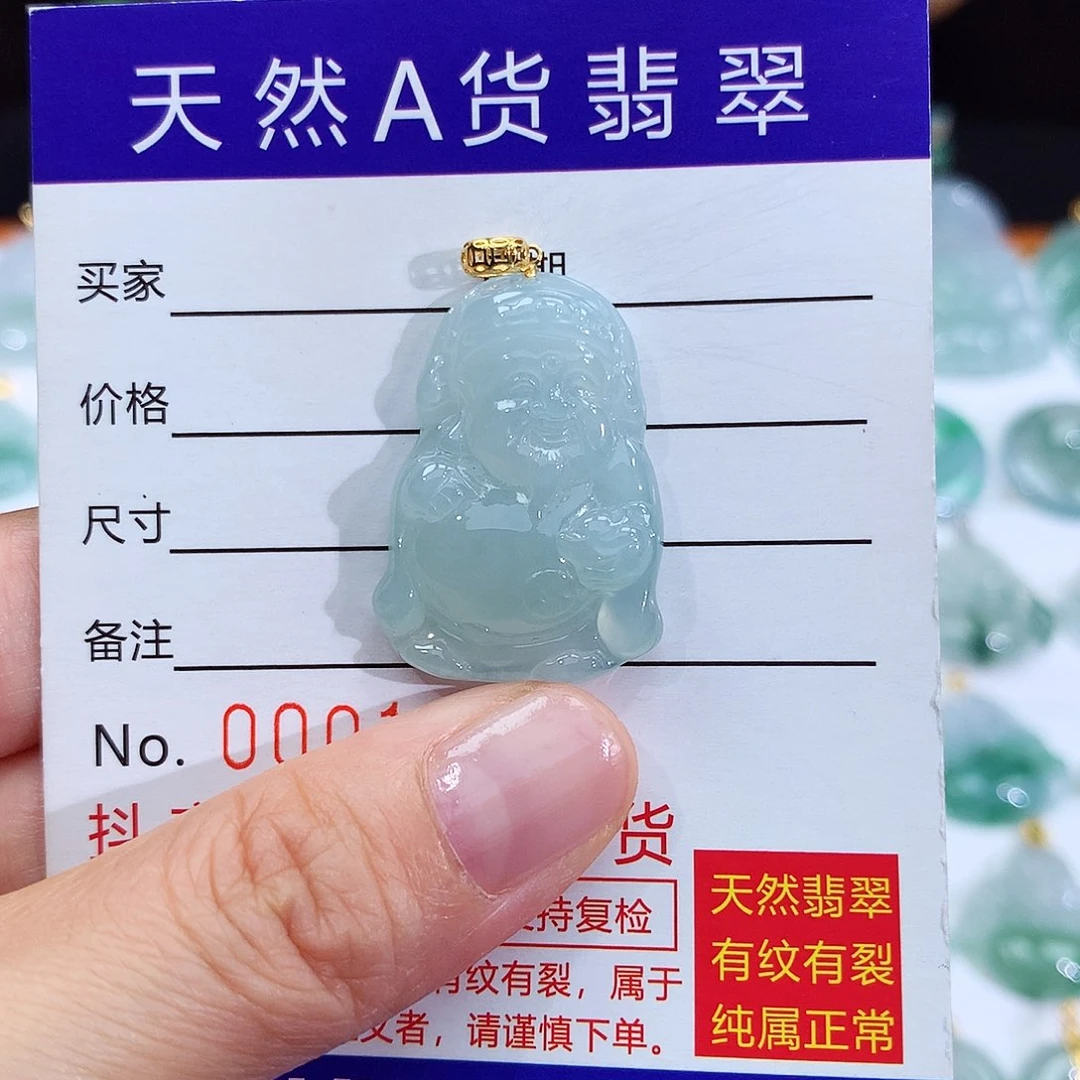 天然A货翡翠
买家
价格
尺寸
备注
No. 000
抖 货
持复检
有纹有裂，属于
者，请谨慎下单。
天然翡翠
有纹有裂
纯属正常